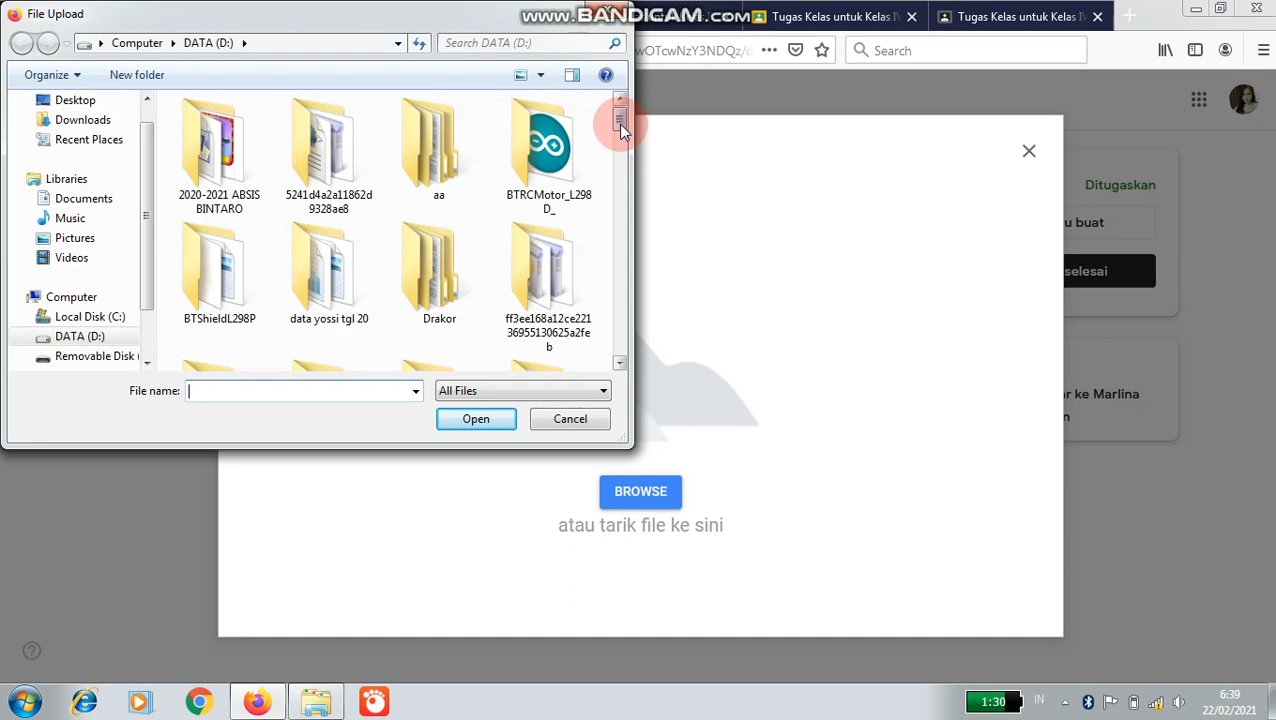 File Upload
www.BANDICAM.com
Tugas Kelas untuk Kelas IV
Tugas Kelas untuk Kelas IV
Computer
DATA (D:)
Search DATA (D:)
wOTcwNzY3NDQz/d
Search
Organize
New folder
Desktop
Downloads
Recent Places
Libraries
Documents
Music
Pictures
Videos
Computer
Local Disk (C:)
DATA (D:)
Removable Disk
2020-2021 ABSIS
BINTARO
5241d4a2a11862d
9328ae8
aa
BTRCMotor_L298
D_
BTShieldL298P
data yossi tgl 20
Drakor
ff3ee168a12ce221
36955130625a2fe
b
File name:
All Files
Open
Cancel
Ditugaskan
u buat
selesai
ar ke Marlina
n
BROWSE
atau tarik file ke sini
1:30
IN
6:39
22/02/2021